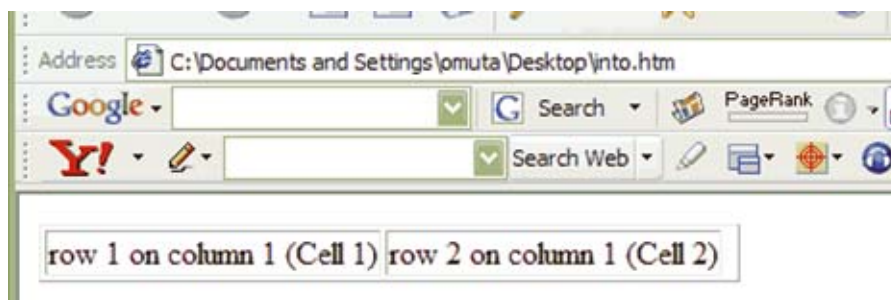 Address C:\Documents and Settings\omuta\Desktop\into.htm
Google Search PageRank
Y! Search Web
row 1 on column 1 (Cell 1) row 2 on column 1 (Cell 2)